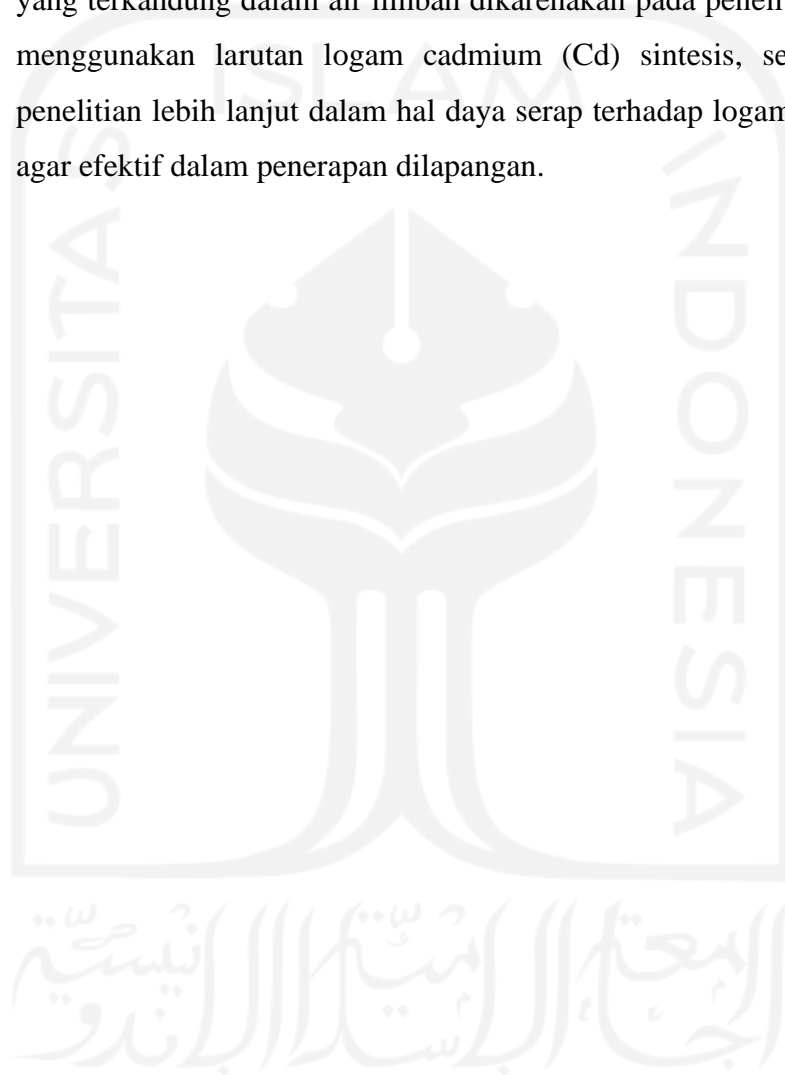 yang terkandung dalam air limbah dikarenakan pada
menggunakan larutan logam cadmium (Cd) sintesis,
penelitian lebih lanjut dalam hal daya serap terhadap logam
agar efektif dalam penerapan dilapangan.
ISLAM
UNIVERSITAS
INDONESIA